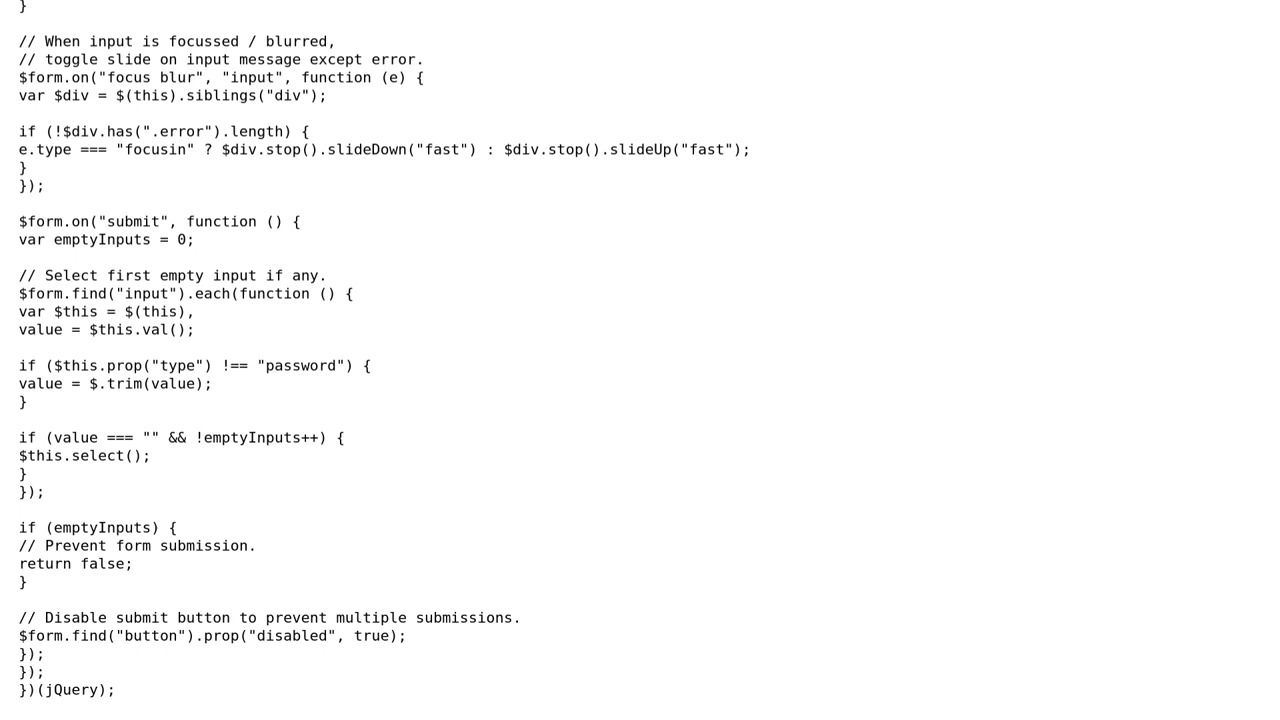 }
// When input is focussed / blurred,
// toggle slide on input message except error.
$form.on("focus blur", "input", function (e) {
var $div = $(this).siblings("div");
if (!$div.has(".error").length) {
e.type === "focusin" ? $div.stop().slideDown("fast") : $div.stop().slideUp("fast");
}
});
$form.on("submit", function () {
var emptyInputs = 0;
// Select first empty input if any.
$form.find("input").each(function () {
var $this = $(this),
value = $this.val();
if ($this.prop("type") !== "password") {
value = $.trim(value);
}
if (value === "" && !emptyInputs++) {
$this.select();
}
});
if (emptyInputs) {
// Prevent form submission.
return false;
}
// Disable submit button to prevent multiple submissions.
$form.find("button").prop("disabled", true);
});
});
})(jQuery);